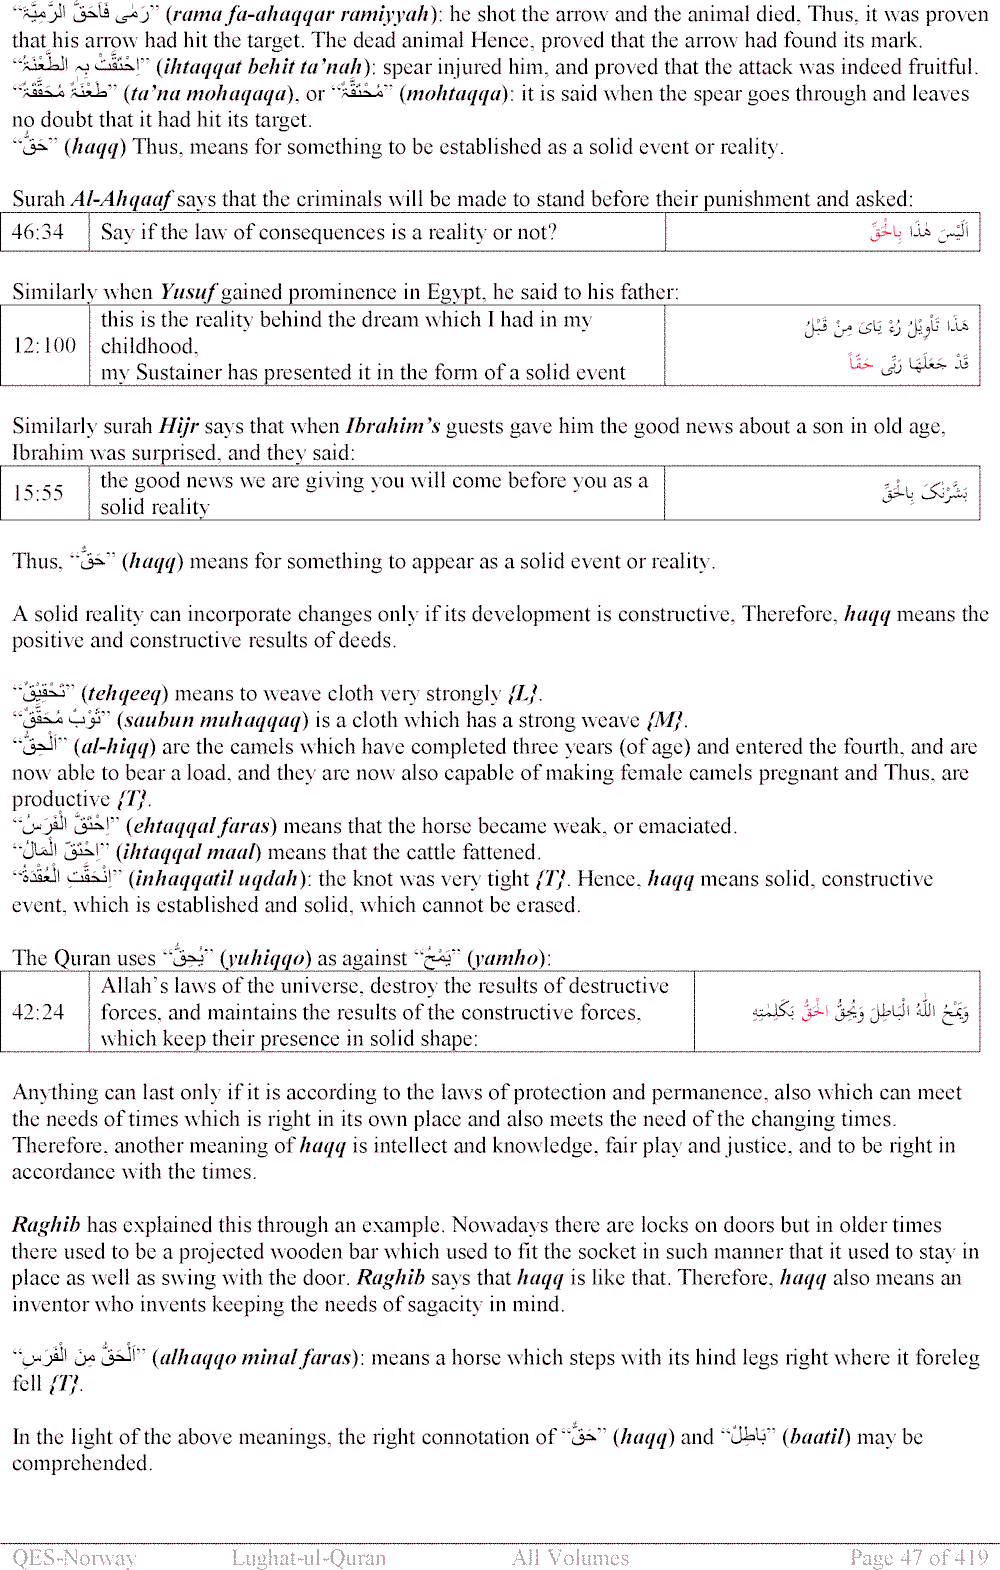 “رَمٰی فَاَحَقَّ الرَّمِیَّۃَ” (rama fa-ahaqqar ramiyyah): he shot the arrow and the animal died, Thus, it was proven
that his arrow had hit the target. The dead animal Hence, proved that the arrow had found its mark.
“اِحْتَقَّتْ بِہٖ الطَّعْنَۃُ” (ihtaqqat behit ta’nah): spear injured him, and proved that the attack was indeed fruitful.
“طَعْنَۃٌ مُحَقَّقَۃٌ” (ta’na mohaqaqa), or “مُحْتَقَّۃٌ” (mohtaqqa): it is said when the spear goes through and leaves
no doubt that it had hit its target.
“حَقٌّ” (haqq) Thus, means for something to be established as a solid event or reality.
Surah Al-Ahqaaf says that the criminals will be made to stand before their punishment and asked:
46:34 Say if the law of consequences is a reality or not? اَلَیْسَ ھٰذَا بِالْحَقِّ
Similarly when Yusuf gained prominence in Egypt, he said to his father:
this is the reality behind the dream which I had in my هَذَا تَأْوِيْلُ رُءْ يَاىَ مِنْ قَبْلُ
12:100 childhood,
my Sustainer has presented it in the form of a solid event قَدْ جَعَلَهَا رَبِّى حَقّاً
Similarly surah Hijr says that when Ibrahim’s guests gave him the good news about a son in old age,
Ibrahim was surprised, and they said:
15:55 the good news we are giving you will come before you as a بَشَّرْنٰکَ بِالْحَقِّ
solid reality
Thus, “حَقٌّ” (haqq) means for something to appear as a solid event or reality.
A solid reality can incorporate changes only if its development is constructive, Therefore, haqq means the
positive and constructive results of deeds.
“تَحْقِیْقٌ” (tehqeeq) means to weave cloth very strongly {L}.
“ثَوْبٌ مُحَقَّقٌ” (saubun muhaqqaq) is a cloth which has a strong weave {M}.
“اَلْحِقُّ” (al-hiqq) are the camels which have completed three years (of age) and entered the fourth, and are
now able to bear a load, and they are now also capable of making female camels pregnant and Thus, are
productive {T}.
“اِحْتَقَّ الْفَرَسُ” (ehtaqqal faras) means that the horse became weak, or emaciated.
“اِحْتَقَّ الْمَالُ” (ihtaqqal maal) means that the cattle fattened.
“اِنْحَقَّتِ الْعُقْدَۃُ” (inhaqqatil uqdah): the knot was very tight {T}. Hence, haqq means solid, constructive
event, which is established and solid, which cannot be erased.
The Quran uses “یُحِقُّ” (yuhiqqo) as against “یَمْحُ” (yamho):
Allah’s laws of the universe, destroy the results of destructive
42:24 forces, and maintains the results of the constructive forces, وَيَمْحُ اللّٰهُ الْبَاطِلَ وَيُحِقُّ الْحَقَّ بِكَلِمٰتِهِ
which keep their presence in solid shape:
Anything can last only if it is according to the laws of protection and permanence, also which can meet
the needs of times which is right in its own place and also meets the need of the changing times.
Therefore, another meaning of haqq is intellect and knowledge, fair play and justice, and to be right in
accordance with the times.
Raghib has explained this through an example. Nowadays there are locks on doors but in older times
there used to be a projected wooden bar which used to fit the socket in such manner that it used to stay in
place as well as swing with the door. Raghib says that haqq is like that. Therefore, haqq also means an
inventor who invents keeping the needs of sagacity in mind.
“اَلْحَقُّ مِنَ الْفَرَسِ” (alhaqqo minal faras): means a horse which steps with its hind legs right where it foreleg
fell {T}.
In the light of the above meanings, the right connotation of “حَقٌّ” (haqq) and “بَاطِلٌ” (baatil) may be
comprehended.
QES-Norway Lughat-ul-Quran All Volumes Page 47 of 419